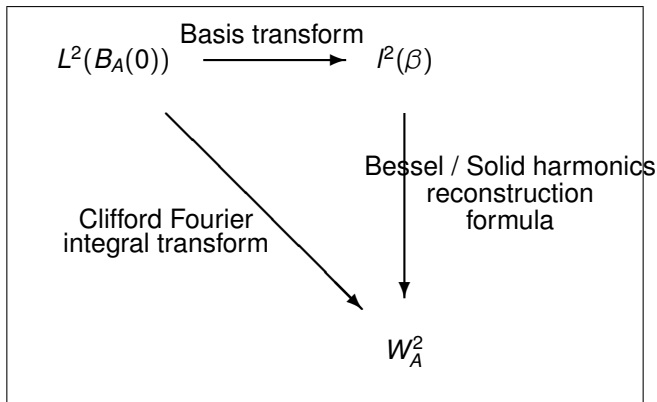 Basis transform
L²(B_A(0))
l²(β)
Bessel / Solid harmonics
reconstruction
formula
Clifford Fourier
integral transform
W²_A